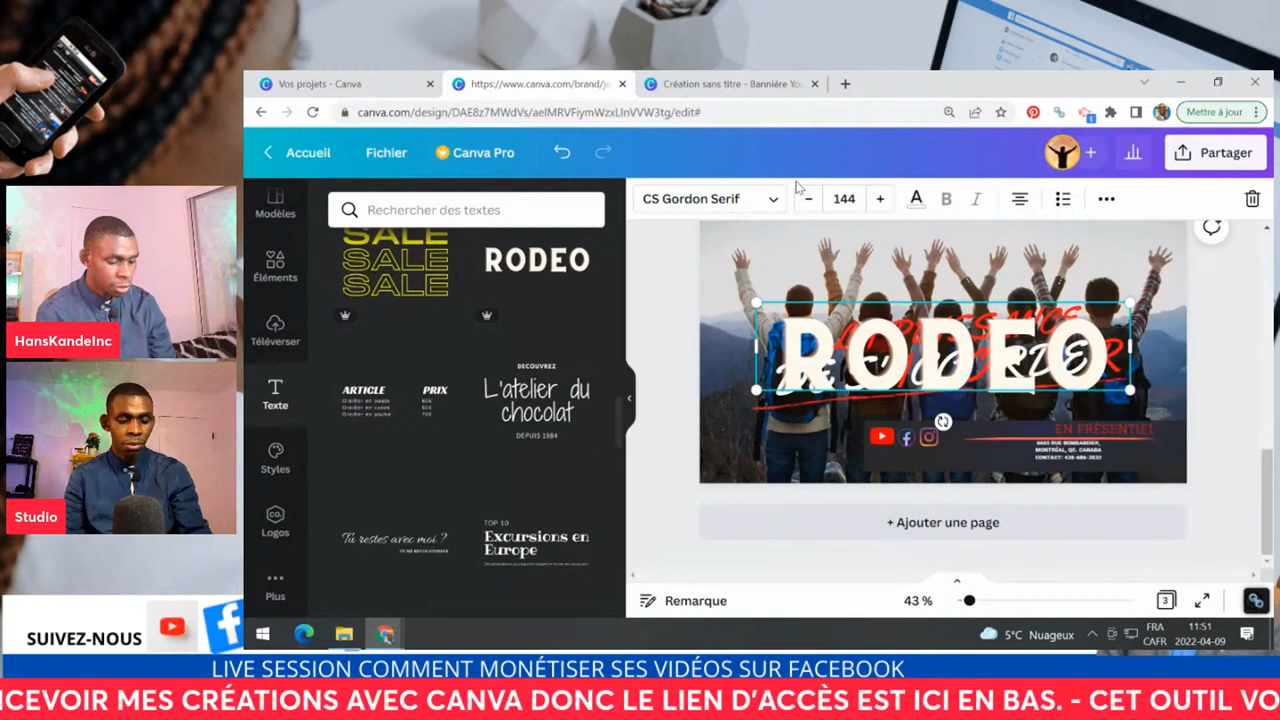 Vos projets - Canva
https://www.canva.com/brand/jo
Création sans titre - Bannière Yo
canva.com/design/DAE8z7MWdVs/aelMRVFiymWzxLlnVVW3tg/edit#
Mettre à jour
Accueil
Fichier
Canva Pro
Partager
Modèles
Éléments
Téléverser
Texte
Styles
Logos
Plus
Rechercher des textes
CS Gordon Serif
144
A
B
I
SALE
SALE
SALE
RODEO
ARTICLE
PRIX
DECOUVREZ
L'atelier du
chocolat
DEPUIS 1984
Tu restes avec moi ?
TOP 10
Excursions en
Europe
RODEO
EN PRÉSENTIEL
MONTRÉAL, QC. CANADA
+ Ajouter une page
Remarque
43 %
3
HansKandeInc
Studio
5°C Nuageux
FRA
CAFR
11:51
2022-04-09
SUIVEZ-NOUS
LIVE SESSION COMMENT MONÉTISER SES VIDÉOS SUR FACEBOOK
ICEVOIR MES CRÉATIONS AVEC CANVA DONC LE LIEN D'ACCÈS EST ICI EN BAS. - CET OUTIL VO